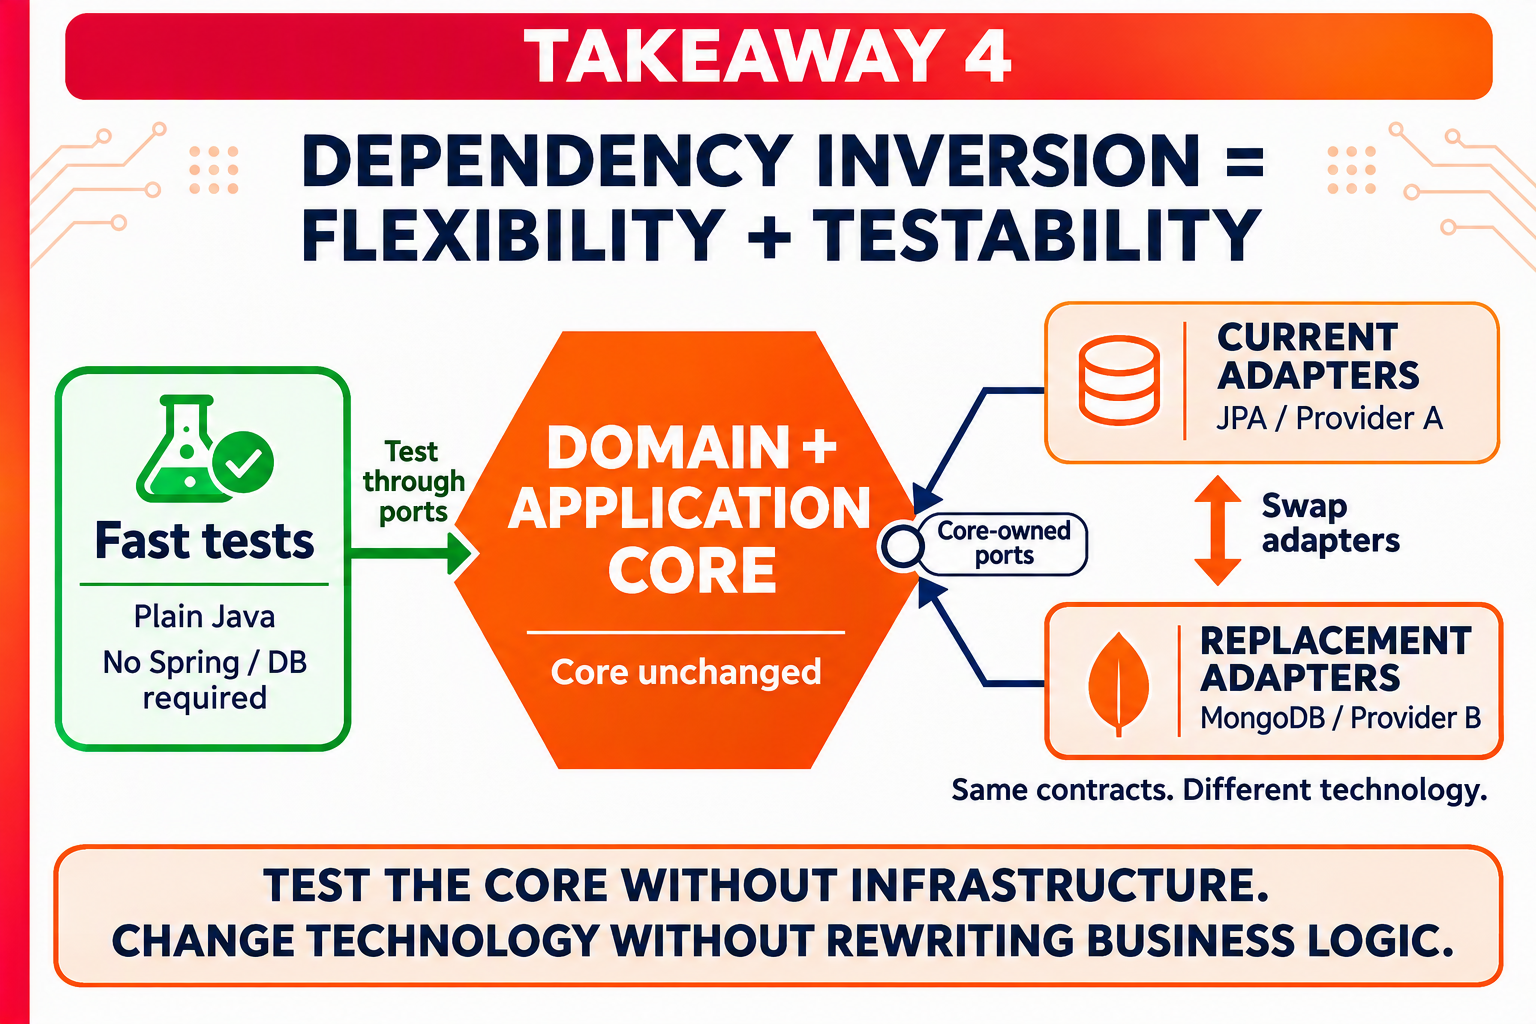 TAKEAWAY 4
DEPENDENCY INVERSION =
FLEXIBILITY + TESTABILITY
Fast tests
Plain Java
No Spring / DB
required
Test
through
ports
DOMAIN +
APPLICATION
CORE
Core unchanged
Core-owned
ports
CURRENT
ADAPTERS
JPA / Provider A
Swap
adapters
REPLACEMENT
ADAPTERS
MongoDB / Provider B
Same contracts. Different technology.
TEST THE CORE WITHOUT INFRASTRUCTURE.
CHANGE TECHNOLOGY WITHOUT REWRITING BUSINESS LOGIC.